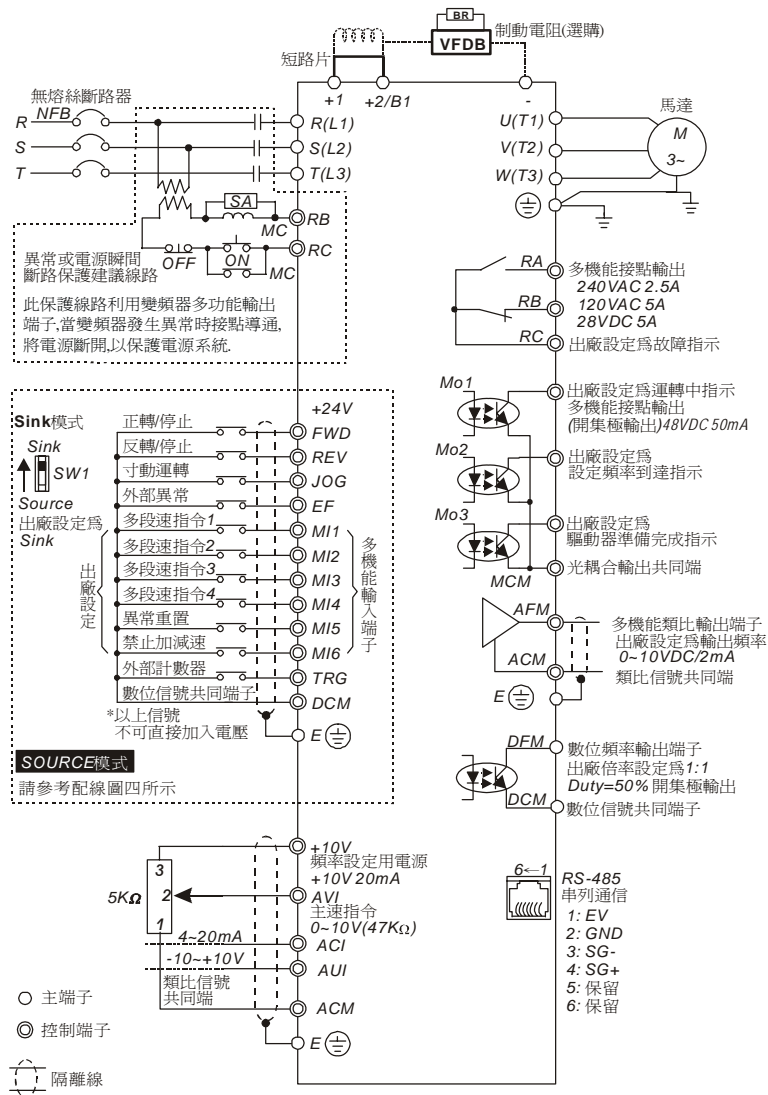 BR
VFDB
制動電阻(選購)
短路片
+1
+2/B1
-
無熔絲斷路器
NFB
R
S
T
R(L1)
S(L2)
T(L3)
SA
MC
RB
RC
OFF
ON
MC
異常或電源瞬間
斷路保護建議線路
此保護線路利用變頻器多功能輸出
端子,當變頻器發生異常時接點導通,
將電源斷開,以保護電源系統.
U(T1)
V(T2)
W(T3)
馬達
M
3~
RA
RB
RC
多機能接點輸出
240VAC 2.5A
120VAC 5A
28VDC 5A
出廠設定爲故障指示
Sink模式
Sink
SW1
Source
出廠設定爲
Sink
出廠設定
+24V
正轉/停止
FWD
反轉/停止
REV
寸動運轉
JOG
外部異常
EF
多段速指令1
MI1
多段速指令2
MI2
多段速指令3
MI3
多段速指令4
MI4
異常重置
MI5
禁止加減速
MI6
外部計數器
TRG
數位信號共同端子
DCM
多機能輸入端子
*以上信號
不可直接加入電壓
E
SOURCE模式
請參考配線圖四所示
Mo1
出廠設定爲運轉中指示
多機能接點輸出
(開集極輸出)48VDC 50mA
Mo2
出廠設定爲
設定頻率到達指示
Mo3
出廠設定爲
驅動器準備完成指示
MCM
光耦合輸出共同端
AFM
多機能類比輸出端子
出廠設定爲輸出頻率
0~10VDC/2mA
ACM
類比信號共同端
E
DFM
數位頻率輸出端子
出廠倍率設定爲1:1
Duty=50% 開集極輸出
DCM
數位信號共同端子
5KΩ
3
2
1
+10V
頻率設定用電源
+10V 20mA
AVI
主速指令
0~10V(47KΩ)
4~20mA
ACI
-10~+10V
AUI
類比信號
共同端
ACM
E
6←1
RS-485
串列通信
1: EV
2: GND
3: SG-
4: SG+
5: 保留
6: 保留
主端子
控制端子
隔離線